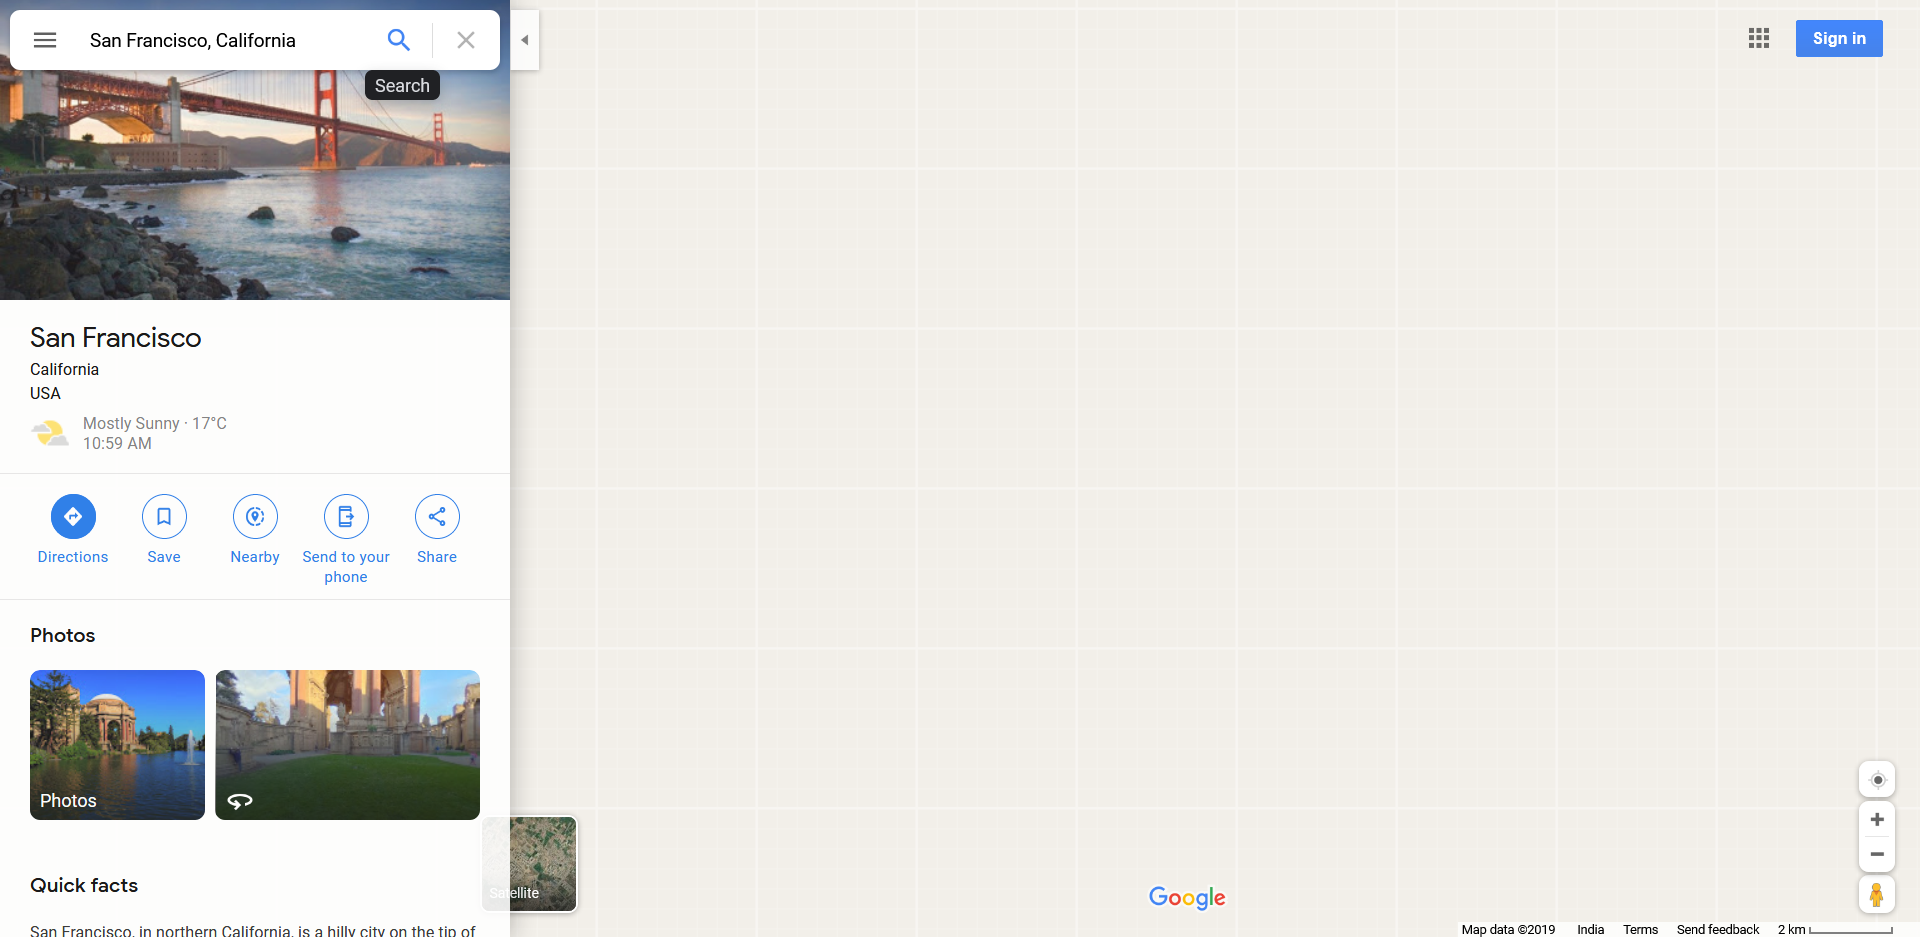 San Francisco, California
Search
Sign in
San Francisco
California
USA
Mostly Sunny · 17°C
10:59 AM
Directions
Save
Nearby
Send to your
phone
Share
Photos
Photos
Quick facts
San Francisco, in northern California, is a hilly city on the tip of
Satellite
Google
Map data ©2019 India Terms Send feedback 2 km